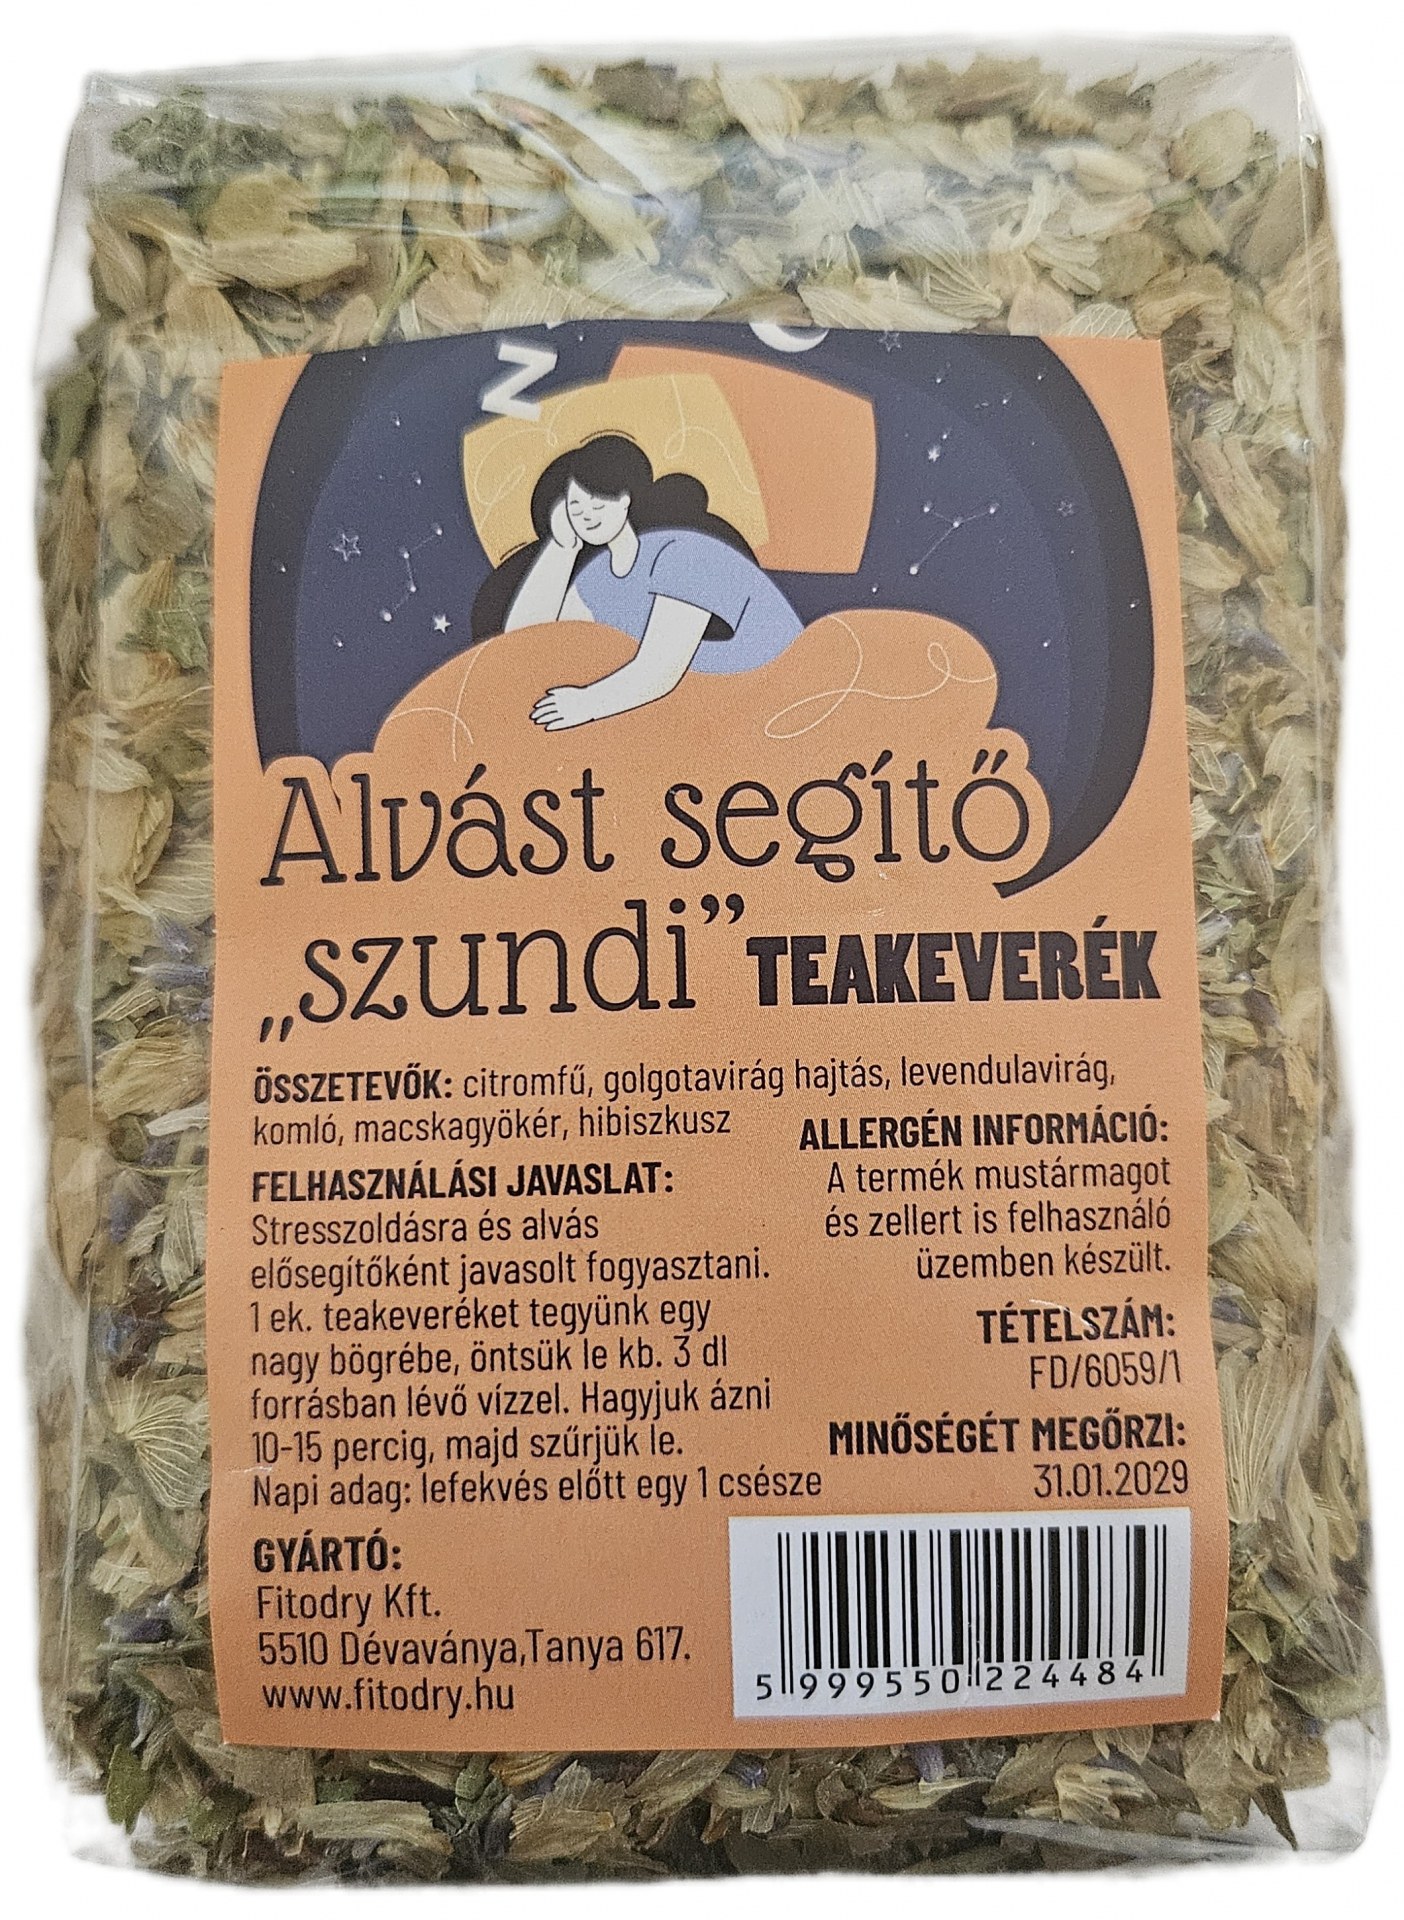 Z
Alvást segítő
„szundi” TEAKEVERÉK
ÖSSZETEVŐK: citromfű, golgotavirág hajtás, levendulavirág,
komló, macskagyökér, hibiszkusz
FELHASZNÁLÁSI JAVASLAT:
Stresszoldásra és alvás
elősegítőként javasolt fogyasztani.
1 ek. teakeveréket tegyünk egy
nagy bögrébe, öntsük le kb. 3 dl
forrásban lévő vízzel. Hagyjuk ázni
10-15 percig, majd szűrjük le.
Napi adag: lefekvés előtt egy 1 csésze
ALLERGÉN INFORMÁCIÓ:
A termék mustármagot
és zellert is felhasználó
üzemben készült.
TÉTELSZÁM:
FD/6059/1
MINŐSÉGÉT MEGŐRZI:
31.01.2029
GYÁRTÓ:
Fitodry Kft.
5510 Dévaványa,Tanya 617.
www.fitodry.hu
5 999550 224484